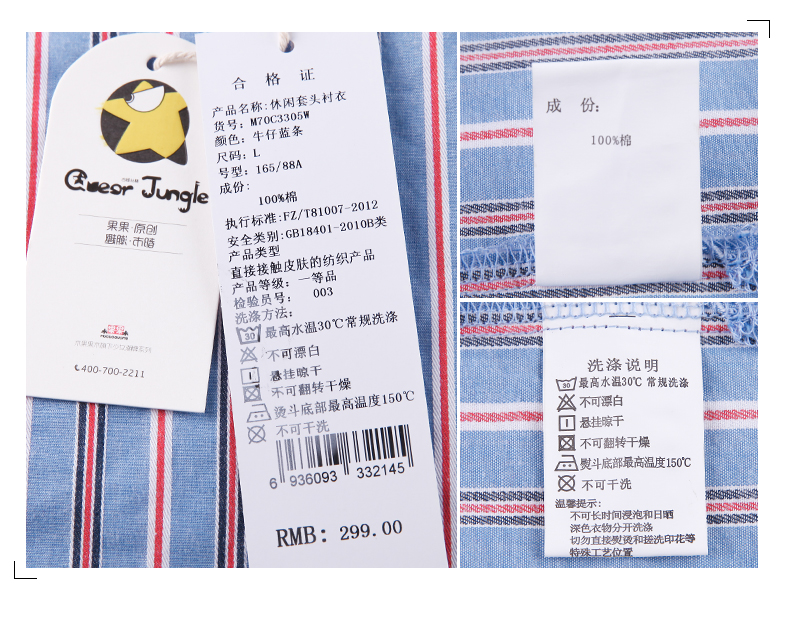 Queor Jungle
果果·原创
400-700-2211
合 格 证
产品名称:休闲套头衬衣
货号:M70C3305W
颜色:牛仔蓝条
尺码:L
号型:165/88A
成份:
100%棉
执行标准:FZ/T81007-2012
安全类别:GB18401-2010B类
产品类型
直接接触皮肤的纺织产品
产品等级:一等品
检验员号: 003
洗涤方法:
30 最高水温30℃常规洗涤
不可漂白
悬挂晾干
不可翻转干燥
熨斗底部最高温度150℃
不可干洗
6 936093 332145
RMB: 299.00
成 份:
100%棉
洗涤说明
30 最高水温30℃ 常规洗涤
不可漂白
悬挂晾干
不可翻转干燥
熨斗底部最高温度150℃
不可干洗
温馨提示:
不可长时间浸泡和日晒
深色衣物分开洗涤
切勿直接熨烫和搓洗印花等
特殊工艺位置